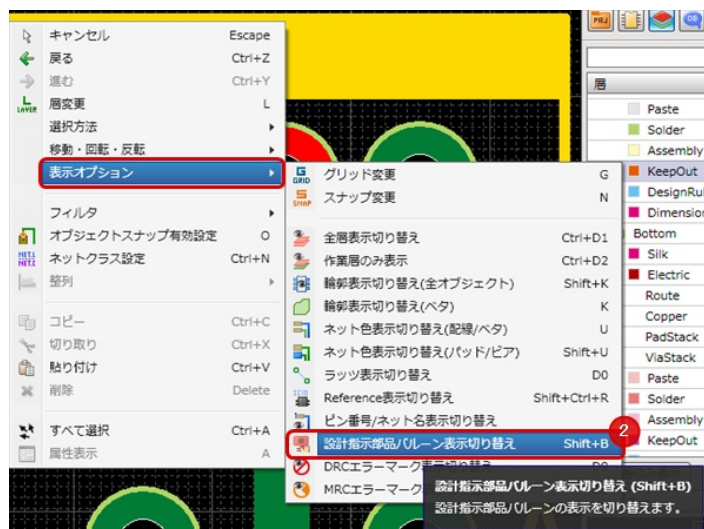 PRJ
OB
キャンセル Escape
戻る Ctrl+Z
進む Ctrl+Y
L LAYER 層変更 L
選択方法
移動・回転・反転
表示オプション
フィルタ
オブジェクトスナップ有効設定 O
NET.1 NET.2 ネットクラス設定 Ctrl+N
整列
コピー Ctrl+C
切り取り Ctrl+X
貼り付け Ctrl+V
削除 Delete
すべて選択 Ctrl+A
属性表示 A
G GRID グリッド変更 G
S SNAP スナップ変更 N
全層表示切り替え Ctrl+D1
作業層のみ表示 Ctrl+D2
輪郭表示切り替え(全オブジェクト) Shift+K
輪郭表示切り替え(ベタ) K
ネット色表示切り替え(配線/ベタ) U
ネット色表示切り替え(パッド/ビア) Shift+U
ラッツ表示切り替え D0
Reference表示切り替え Shift+Ctrl+R
ピン番号/ネット名表示切り替え
設計指示部品バルーン表示切り替え Shift+B
2
DRCエラーマーク表示切り替え D9
MRCエラーマーク
設計指示部品バルーン表示切り替え (Shift+B)
設計指示部品バルーンの表示を切り替えます。
層
Paste
Solder
Assembly
KeepOut
DesignRul
Dimension
Bottom
Silk
Electric
Route
Copper
PadStack
ViaStack
Paste
Solder
Assembly
KeepOut